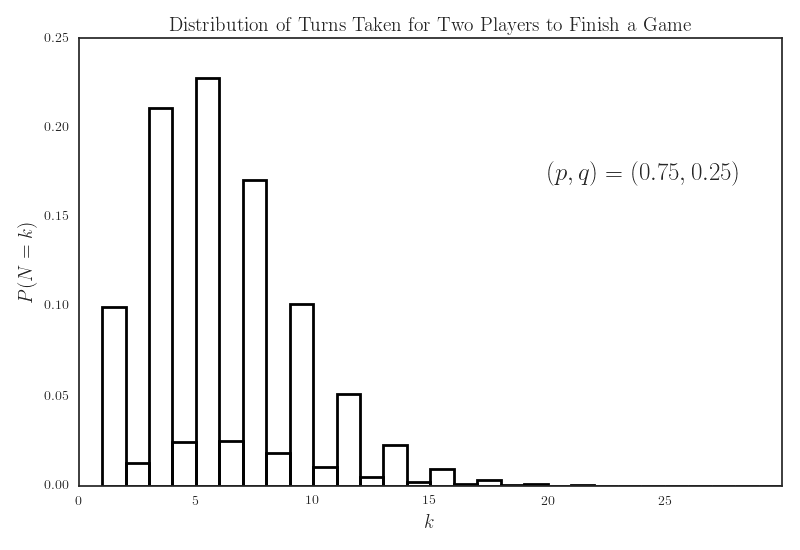 Distribution of Turns Taken for Two Players to Finish a Game
0.25
0.20
0.15
0.10
0.05
0.00
P(N = k)
(p, q) = (0.75, 0.25)
0 5 10 15 20 25
k